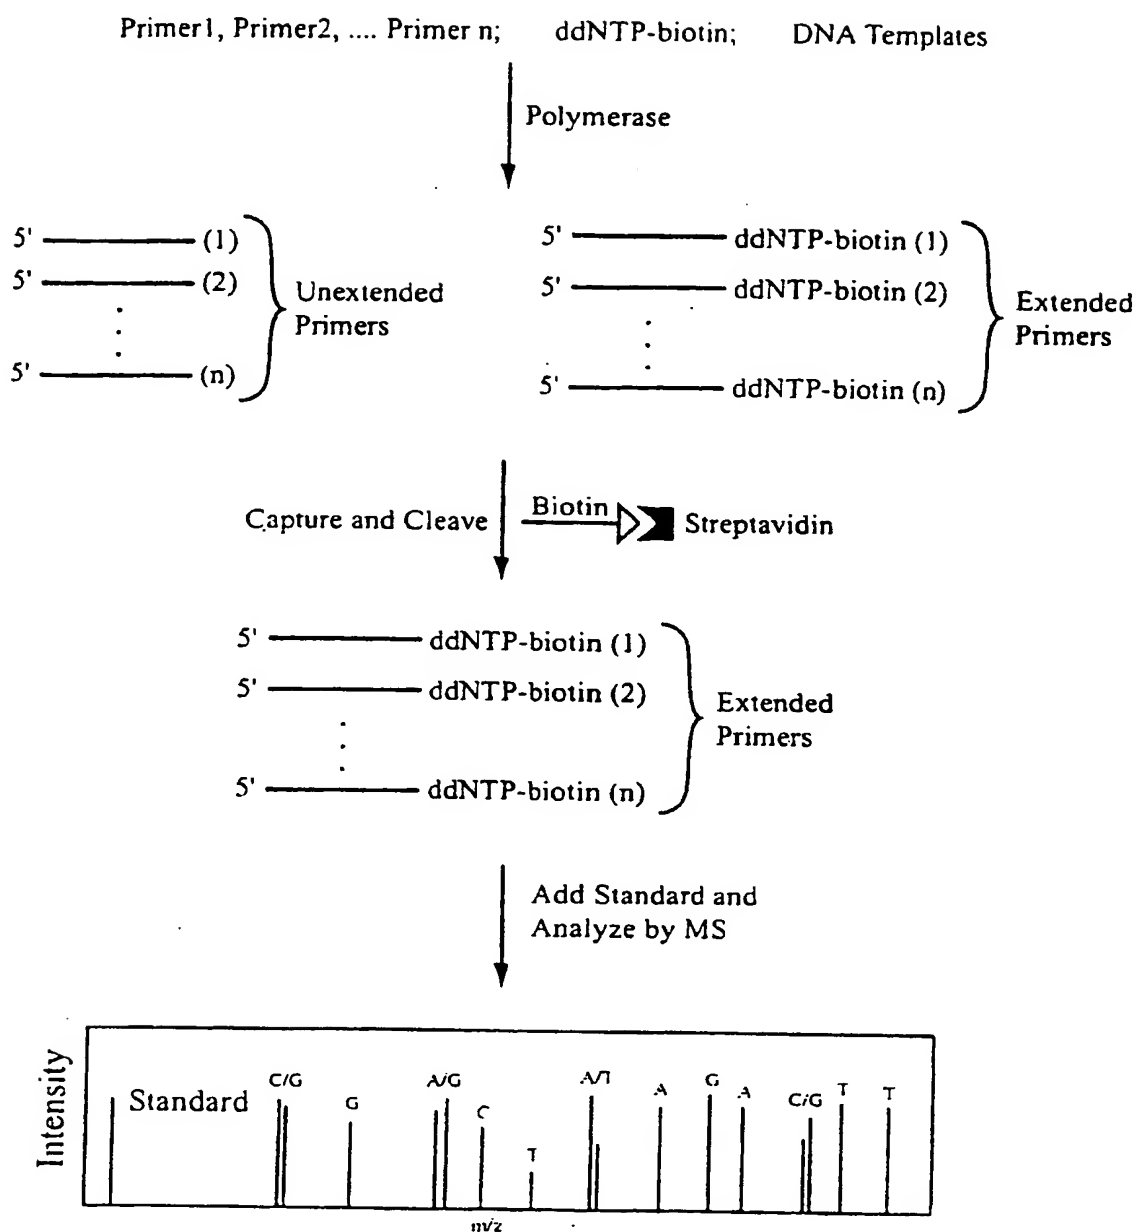 Primer1, Primer2, .... Primer n; ddNTP-biotin; DNA Templates
Polymerase
5' (1)
5' (2)
5' (n)
Unextended
Primers
5' ddNTP-biotin (1)
5' ddNTP-biotin (2)
5' ddNTP-biotin (n)
Extended
Primers
Capture and Cleave
Biotin
Streptavidin
5' ddNTP-biotin (1)
5' ddNTP-biotin (2)
5' ddNTP-biotin (n)
Extended
Primers
Add Standard and
Analyze by MS
Intensity
Standard
C/G
G
A/G
C
T
A/T
A
G
A
C/G
T
T
m/z